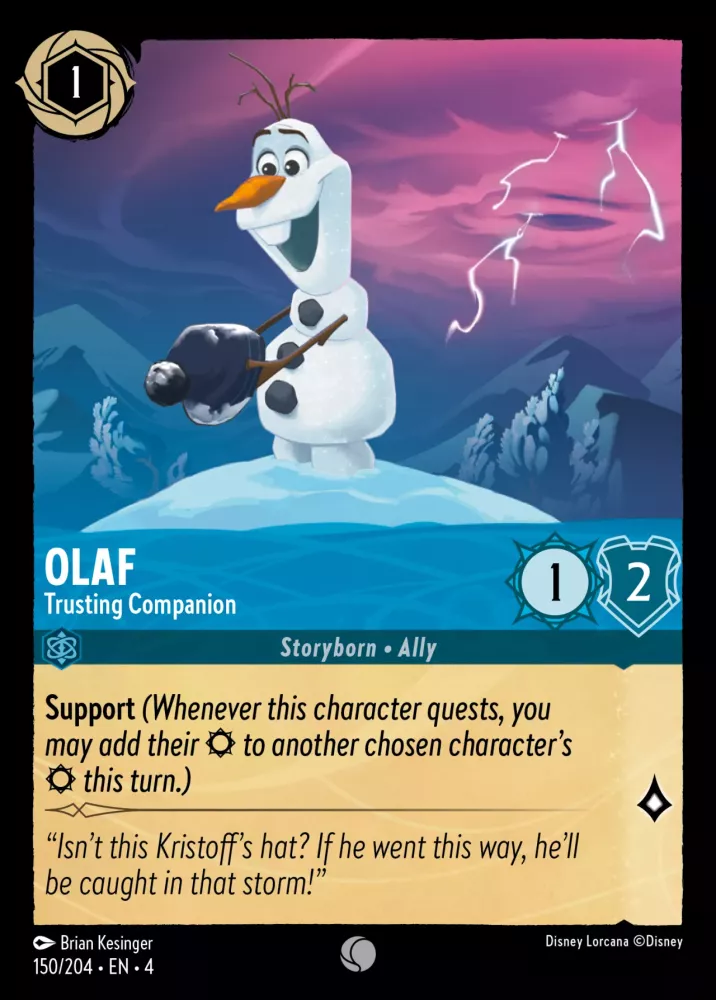 1
OLAF
Trusting Companion
1
2
Storyborn • Ally
Support (Whenever this character quests, you
may add their to another chosen character's
this turn.)
“Isn't this Kristoff's hat? If he went this way, he'll
be caught in that storm!”
Brian Kesinger
Disney Lorcana ©Disney
150/204 • EN • 4